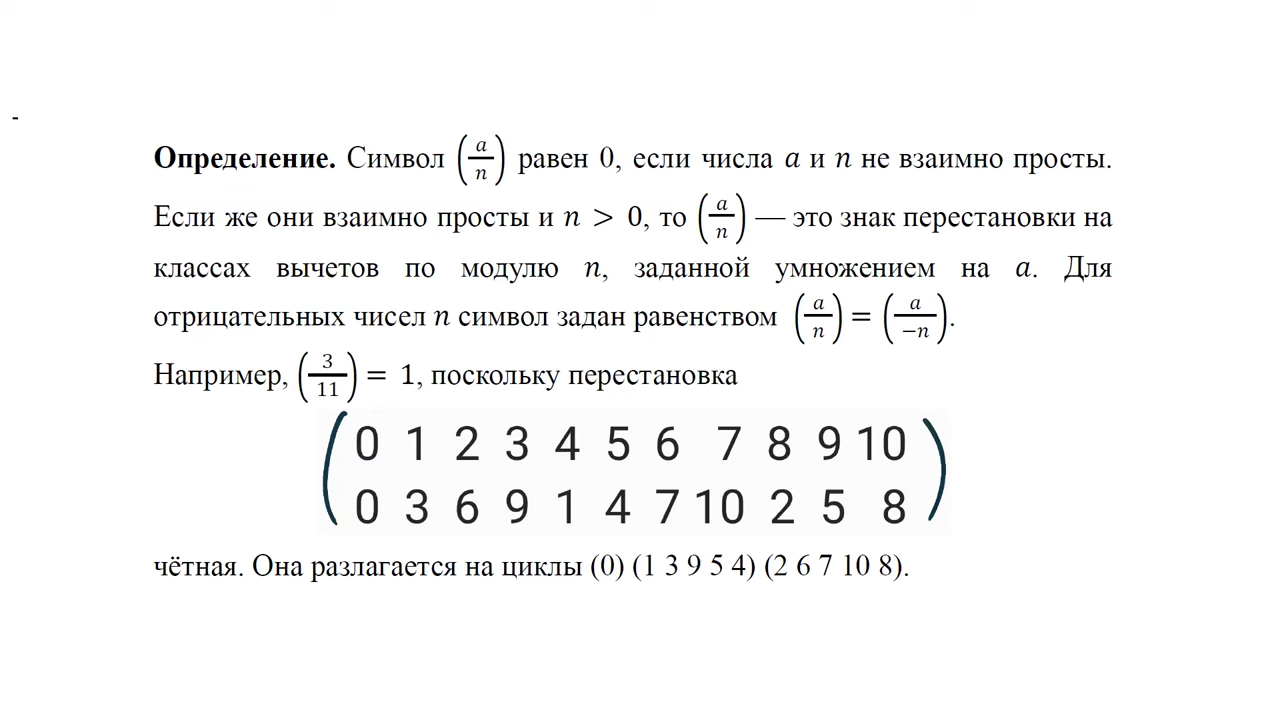 -
Определение. Символ (a/n) равен 0, если числа a и n не взаимно просты.
Если же они взаимно просты и n > 0, то (a/n) — это знак перестановки на
классах вычетов по модулю n, заданной умножением на a. Для
отрицательных чисел n символ задан равенством (a/n) = (a/−n).
Например, (3/11) = 1, поскольку перестановка
(0 1 2 3 4 5 6 7 8 9 10
0 3 6 9 1 4 7 10 2 5 8)
чётная. Она разлагается на циклы (0) (1 3 9 5 4) (2 6 7 10 8).